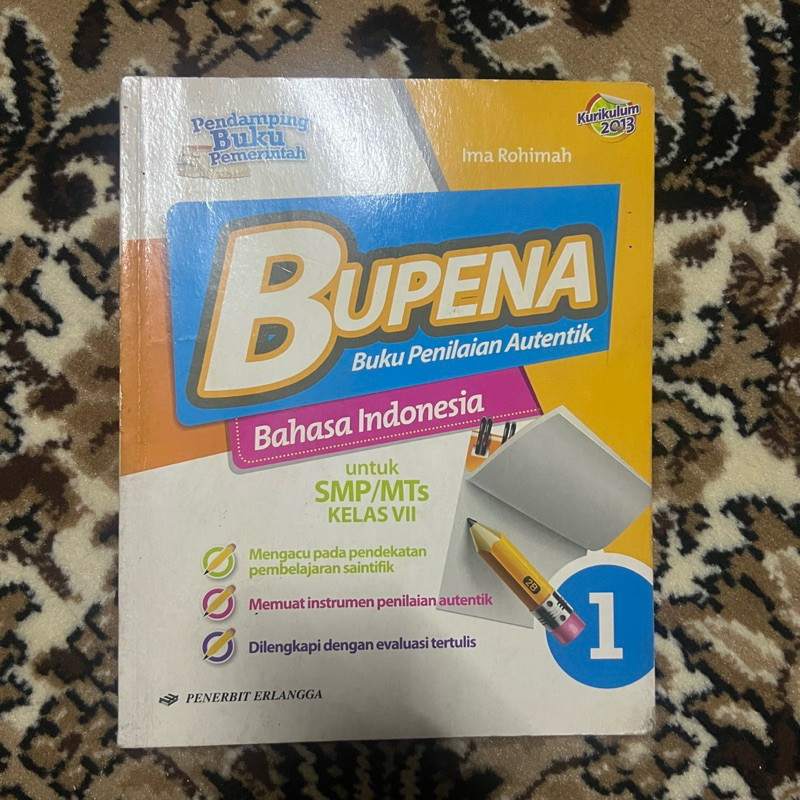 Pendamping
Buku
Pemerintah
Kurikulum
2013
Ima Rohimah
BUPENA
Buku Penilaian Autentik
Bahasa Indonesia
untuk
SMP/MTs
KELAS VII
Mengacu pada pendekatan
pembelajaran saintifik
Memuat instrumen penilaian autentik
Dilengkapi dengan evaluasi tertulis
2B
1
PENERBIT ERLANGGA